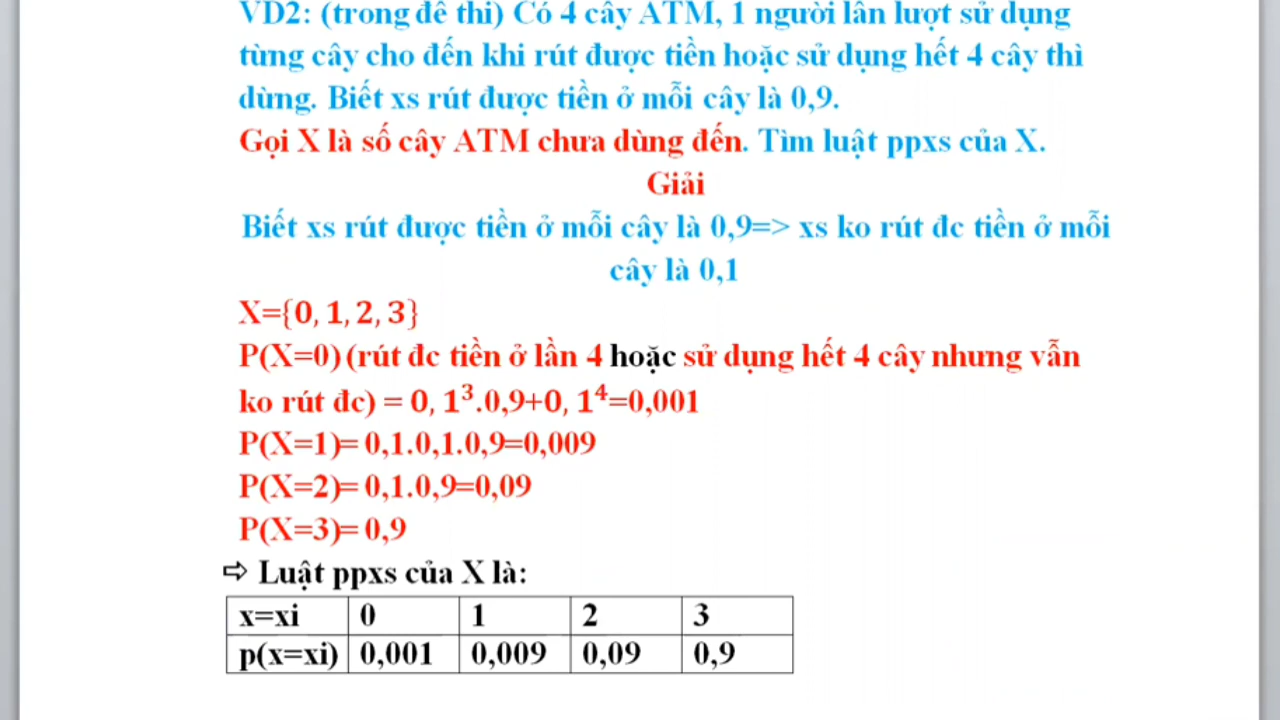 VD2: (trong đề thi) Có 4 cây ATM, 1 người lần lượt sử dụng
từng cây cho đến khi rút được tiền hoặc sử dụng hết 4 cây thì
dừng. Biết xs rút được tiền ở mỗi cây là 0,9.
Gọi X là số cây ATM chưa dùng đến. Tìm luật ppxs của X.
Giải
Biết xs rút được tiền ở mỗi cây là 0,9=> xs ko rút đc tiền ở mỗi
cây là 0,1
X={0, 1, 2, 3}
P(X=0) (rút đc tiền ở lần 4 hoặc sử dụng hết 4 cây nhưng vẫn
ko rút đc) = 0, 1³.0,9+0, 1⁴=0,001
P(X=1)= 0,1.0,1.0,9=0,009
P(X=2)= 0,1.0,9=0,09
P(X=3)= 0,9
⇨ Luật ppxs của X là:
x=xi 0 1 2 3
p(x=xi) 0,001 0,009 0,09 0,9